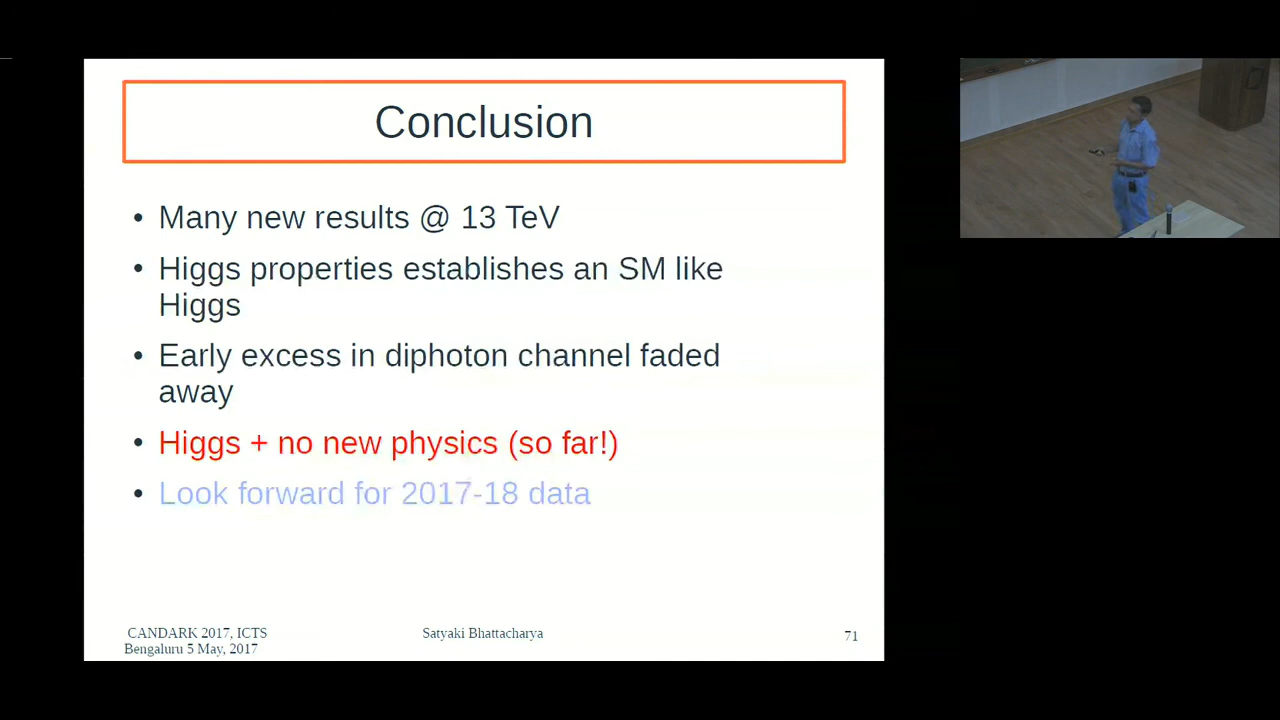 Conclusion
• Many new results @ 13 TeV
• Higgs properties establishes an SM like
Higgs
• Early excess in diphoton channel faded
away
• Higgs + no new physics (so far!)
• Look forward for 2017-18 data
CANDARK 2017, ICTS
Bengaluru 5 May, 2017
Satyaki Bhattacharya
71